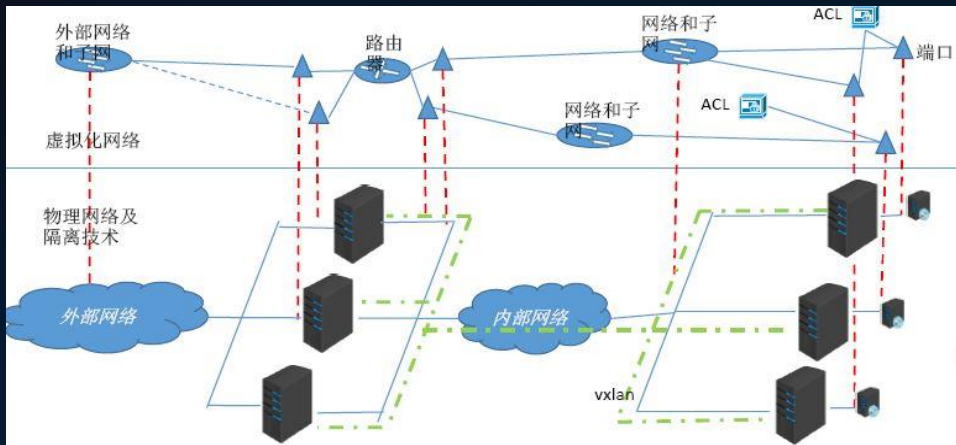 外部网络
和子网
路由
器
网络和子
网
ACL
端口
网络和子
网
ACL
虚拟化网络
物理网络及
隔离技术
外部网络
内部网络
vxlan